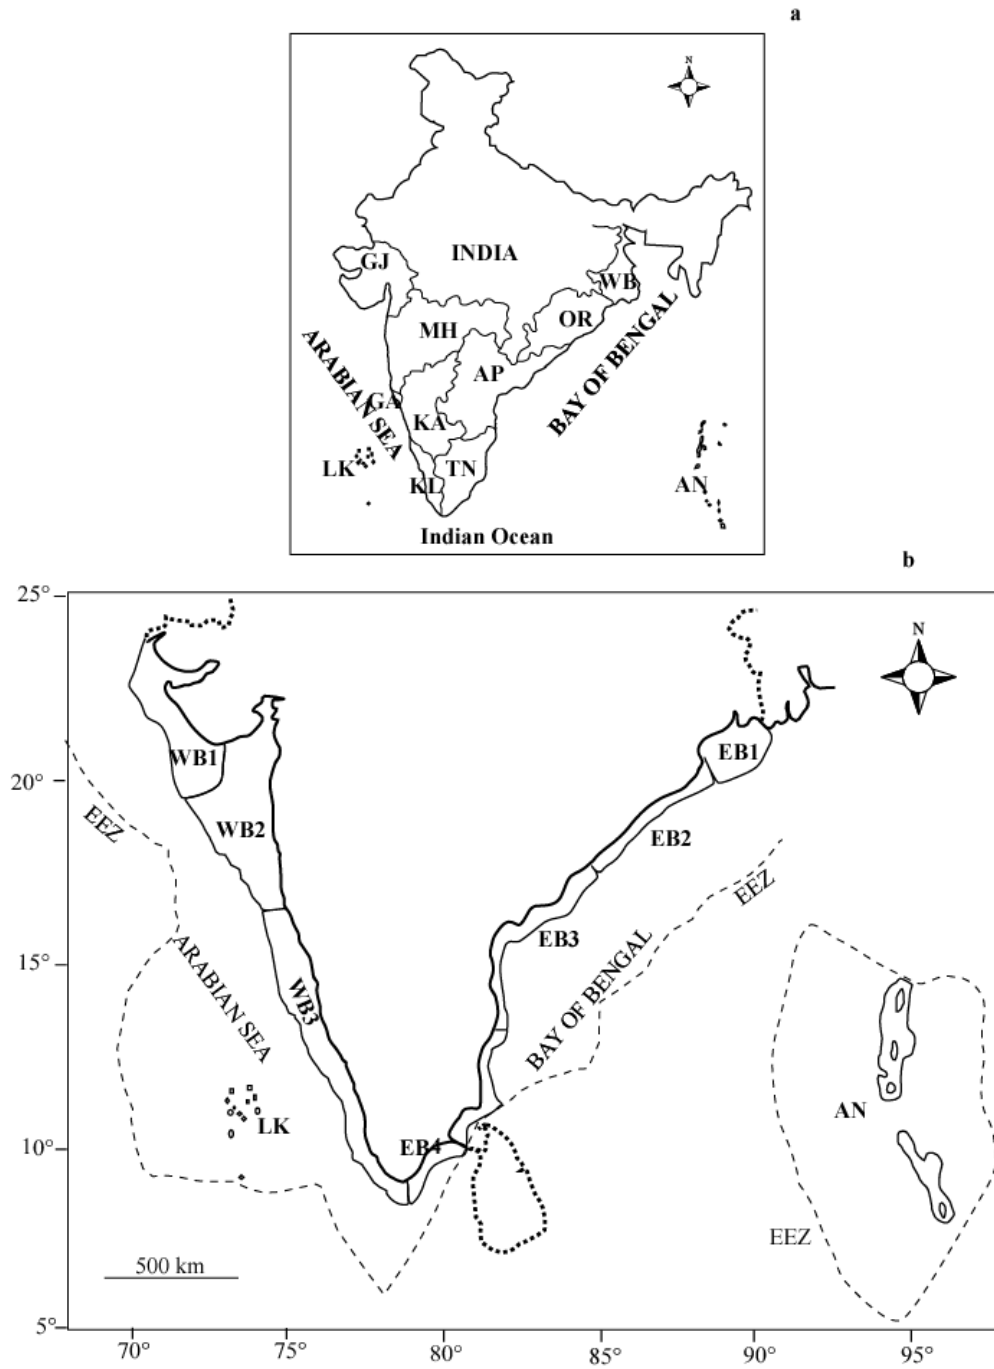 a
N
INDIA
GJ
WB
OR
MH
AP
ARABIAN SEA
BAY OF BENGAL
GA
KA
LK
TN
KL
AN
Indian Ocean
b
25°
N
WB1
EB1
20°
EEZ
WB2
EB2
EEZ
EB3
15°
ARABIAN SEA
WB3
BAY OF BENGAL
LK
AN
10°
EB4
EEZ
500 km
5°
70°
75°
80°
85°
90°
95°